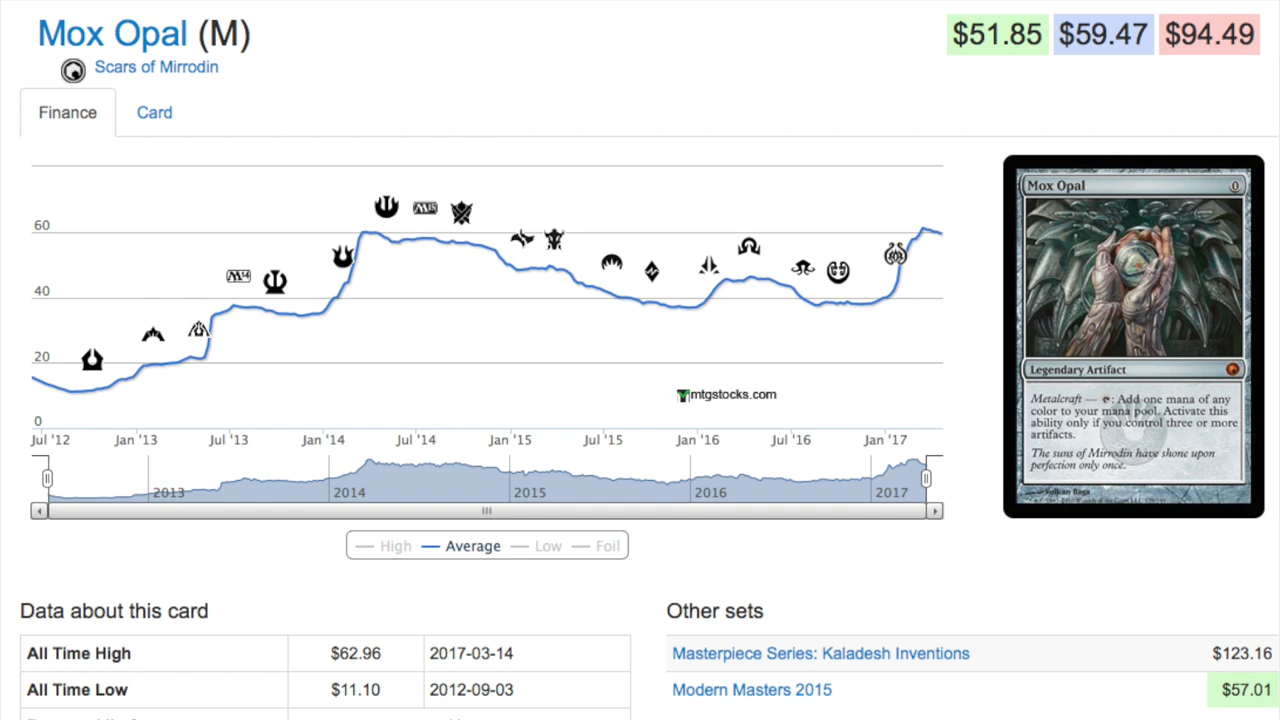 Mox Opal (M)
$51.85 $59.47 $94.49
Scars of Mirrodin
Finance Card
60
40
20
0
M14
M15
mtgstocks.com
Jul '12 Jan '13 Jul '13 Jan '14 Jul '14 Jan '15 Jul '15 Jan '16 Jul '16 Jan '17
2013 2014 2015 2016 2017
High Average Low Foil
Mox Opal 0
Legendary Artifact
Metalcraft — : Add one mana of any
color to your mana pool. Activate this
ability only if you control three or more
artifacts.
The suns of Mirrodin have shone upon
perfection only once.
Volkan Baga
Data about this card
All Time High $62.96 2017-03-14
All Time Low $11.10 2012-09-03
Other sets
Masterpiece Series: Kaladesh Inventions $123.16
Modern Masters 2015 $57.01